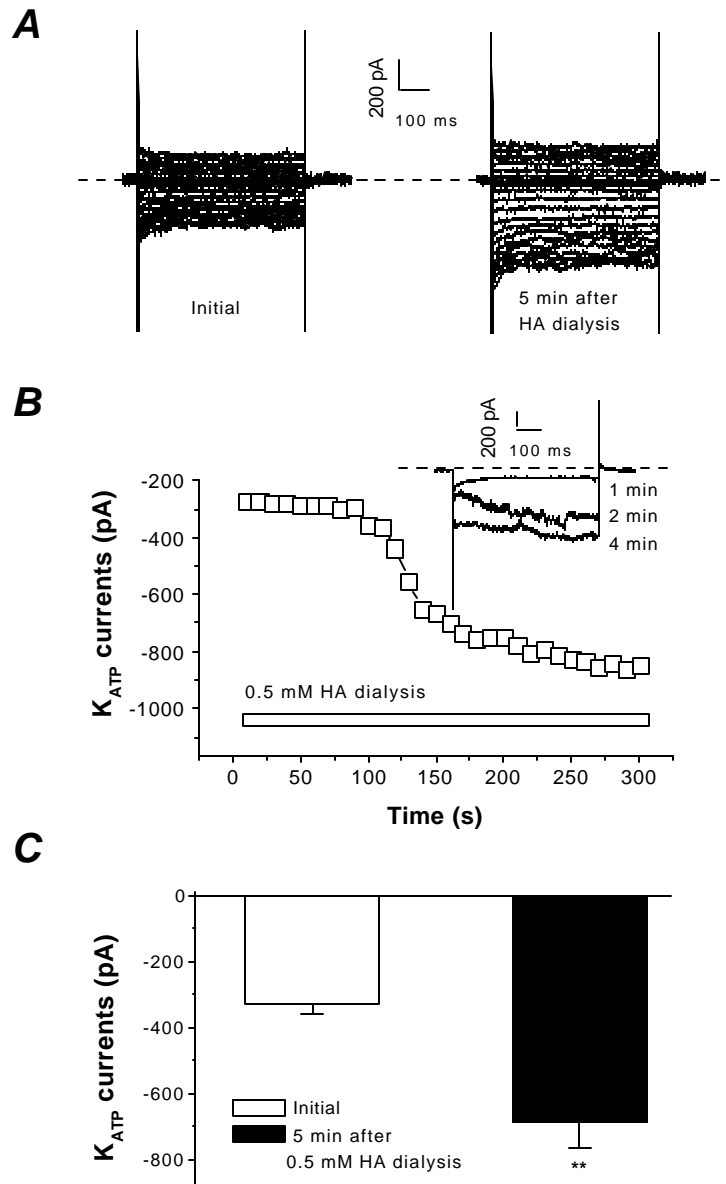 A
200 pA
100 ms
Initial
5 min after
HA dialysis
B
200 pA
100 ms
1 min
2 min
4 min
K_ATP currents (pA)
-200
-400
-600
-800
-1000
0.5 mM HA dialysis
0 50 100 150 200 250 300
Time (s)
C
K_ATP currents (pA)
0
-200
-400
-600
-800
Initial
5 min after
0.5 mM HA dialysis
**